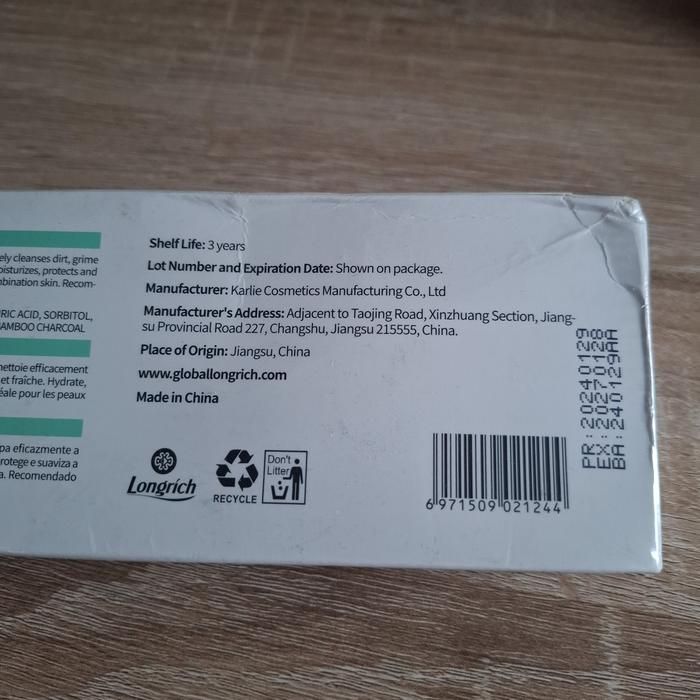 ely cleanses dirt, grime
oisturizes, protects and
bination skin. Recom-
RIC ACID, SORBITOL,
AMBOO CHARCOAL
nettoie efficacement
et fraîche. Hydrate,
éale pour les peaux
pa eficazmente a
rotege e suaviza a
a. Recomendado
Shelf Life: 3 years
Lot Number and Expiration Date: Shown on package.
Manufacturer: Karlie Cosmetics Manufacturing Co., Ltd
Manufacturer's Address: Adjacent to Taojing Road, Xinzhuang Section, Jiang-
su Provincial Road 227, Changshu, Jiangsu 215555, China.
Place of Origin: Jiangsu, China
www.globallongrich.com
Made in China
Longrich
RECYCLE
Don't
Litter
6 971509 021244
PR: 20240129
EX: 20270128
BA: 240129AA